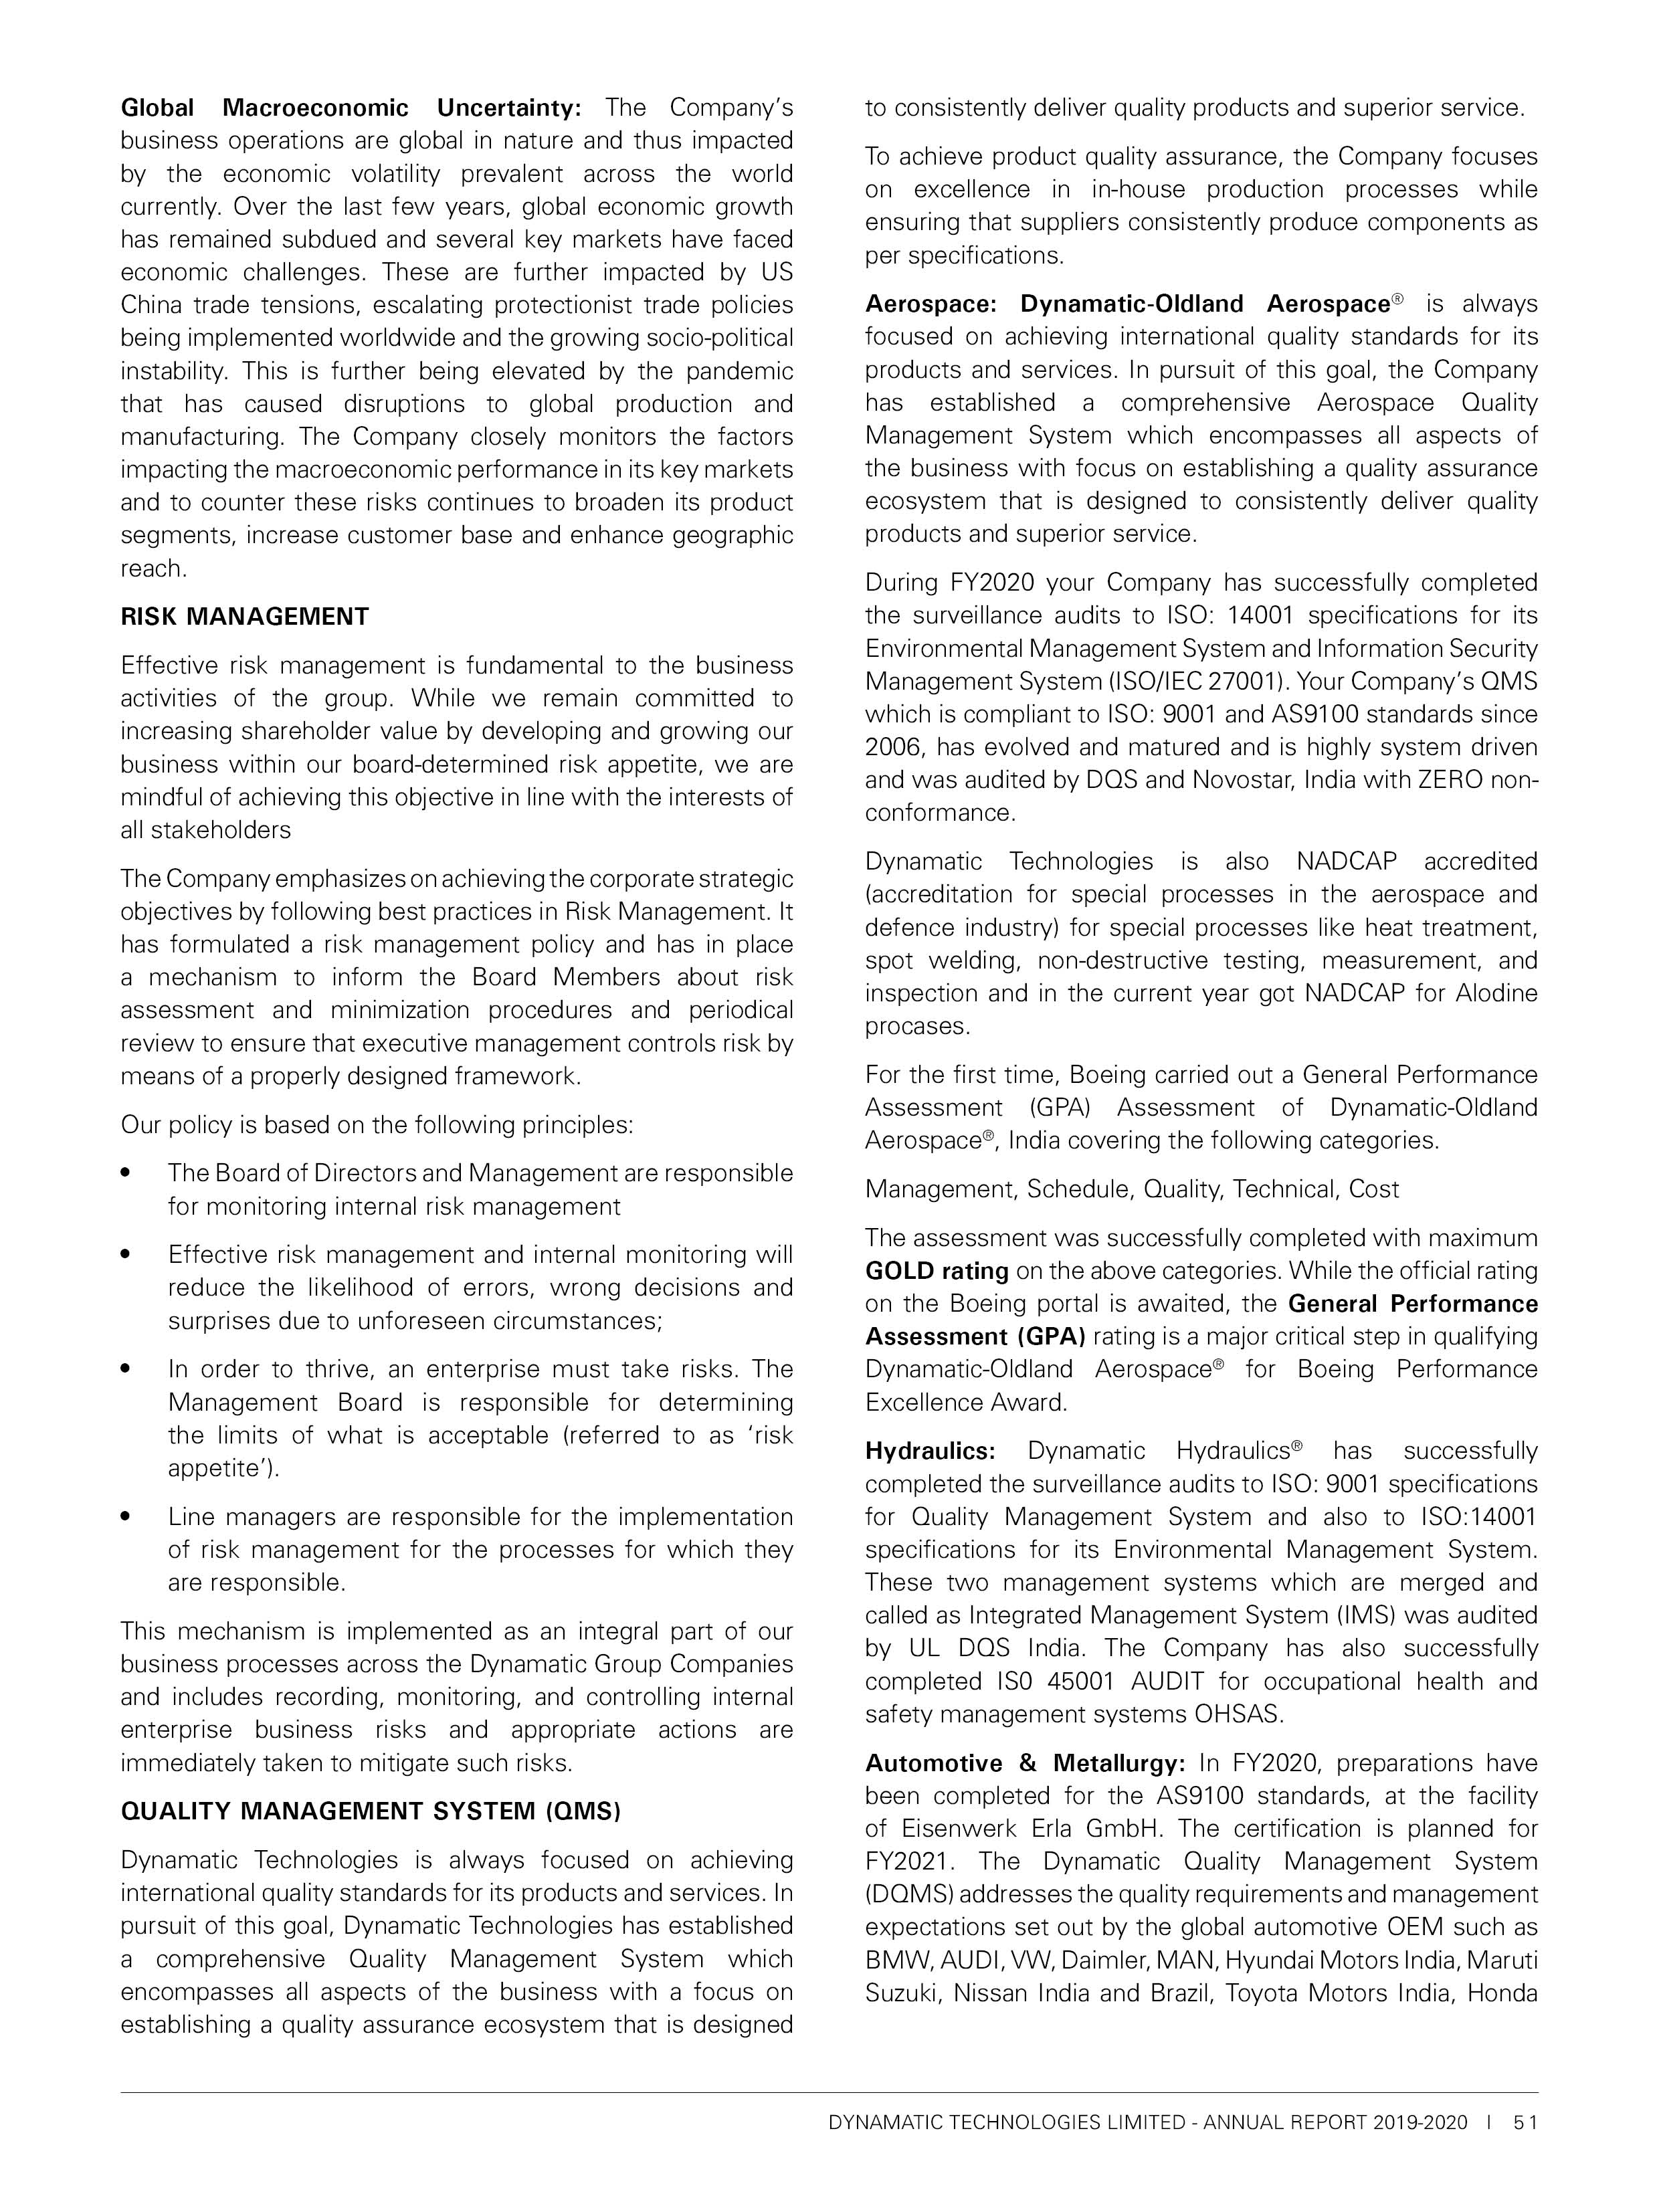 Global Macroeconomic Uncertainty: The Company’s
business operations are global in nature and thus impacted
by the economic volatility prevalent across the world
currently. Over the last few years, global economic growth
has remained subdued and several key markets have faced
economic challenges. These are further impacted by US
China trade tensions, escalating protectionist trade policies
being implemented worldwide and the growing socio-political
instability. This is further being elevated by the pandemic
that has caused disruptions to global production and
manufacturing. The Company closely monitors the factors
impacting the macroeconomic performance in its key markets
and to counter these risks continues to broaden its product
segments, increase customer base and enhance geographic
reach.
RISK MANAGEMENT
Effective risk management is fundamental to the business
activities of the group. While we remain committed to
increasing shareholder value by developing and growing our
business within our board-determined risk appetite, we are
mindful of achieving this objective in line with the interests of
all stakeholders
The Company emphasizes on achieving the corporate strategic
objectives by following best practices in Risk Management. It
has formulated a risk management policy and has in place
a mechanism to inform the Board Members about risk
assessment and minimization procedures and periodical
review to ensure that executive management controls risk by
means of a properly designed framework.
Our policy is based on the following principles:
• The Board of Directors and Management are responsible
for monitoring internal risk management
• Effective risk management and internal monitoring will
reduce the likelihood of errors, wrong decisions and
surprises due to unforeseen circumstances;
• In order to thrive, an enterprise must take risks. The
Management Board is responsible for determining
the limits of what is acceptable (referred to as ‘risk
appetite’).
• Line managers are responsible for the implementation
of risk management for the processes for which they
are responsible.
This mechanism is implemented as an integral part of our
business processes across the Dynamatic Group Companies
and includes recording, monitoring, and controlling internal
enterprise business risks and appropriate actions are
immediately taken to mitigate such risks.
QUALITY MANAGEMENT SYSTEM (QMS)
Dynamatic Technologies is always focused on achieving
international quality standards for its products and services. In
pursuit of this goal, Dynamatic Technologies has established
a comprehensive Quality Management System which
encompasses all aspects of the business with a focus on
establishing a quality assurance ecosystem that is designed
to consistently deliver quality products and superior service.
To achieve product quality assurance, the Company focuses
on excellence in in-house production processes while
ensuring that suppliers consistently produce components as
per specifications.
Aerospace: Dynamatic-Oldland Aerospace® is always
focused on achieving international quality standards for its
products and services. In pursuit of this goal, the Company
has established a comprehensive Aerospace Quality
Management System which encompasses all aspects of
the business with focus on establishing a quality assurance
ecosystem that is designed to consistently deliver quality
products and superior service.
During FY2020 your Company has successfully completed
the surveillance audits to ISO: 14001 specifications for its
Environmental Management System and Information Security
Management System (ISO/IEC 27001). Your Company’s QMS
which is compliant to ISO: 9001 and AS9100 standards since
2006, has evolved and matured and is highly system driven
and was audited by DQS and Novostar, India with ZERO non-
conformance.
Dynamatic Technologies is also NADCAP accredited
(accreditation for special processes in the aerospace and
defence industry) for special processes like heat treatment,
spot welding, non-destructive testing, measurement, and
inspection and in the current year got NADCAP for Alodine
procases.
For the first time, Boeing carried out a General Performance
Assessment (GPA) Assessment of Dynamatic-Oldland
Aerospace®, India covering the following categories.
Management, Schedule, Quality, Technical, Cost
The assessment was successfully completed with maximum
GOLD rating on the above categories. While the official rating
on the Boeing portal is awaited, the General Performance
Assessment (GPA) rating is a major critical step in qualifying
Dynamatic-Oldland Aerospace® for Boeing Performance
Excellence Award.
Hydraulics: Dynamatic Hydraulics® has successfully
completed the surveillance audits to ISO: 9001 specifications
for Quality Management System and also to ISO:14001
specifications for its Environmental Management System.
These two management systems which are merged and
called as Integrated Management System (IMS) was audited
by UL DQS India. The Company has also successfully
completed IS0 45001 AUDIT for occupational health and
safety management systems OHSAS.
Automotive & Metallurgy: In FY2020, preparations have
been completed for the AS9100 standards, at the facility
of Eisenwerk Erla GmbH. The certification is planned for
FY2021. The Dynamatic Quality Management System
(DQMS) addresses the quality requirements and management
expectations set out by the global automotive OEM such as
BMW, AUDI, VW, Daimler, MAN, Hyundai Motors India, Maruti
Suzuki, Nissan India and Brazil, Toyota Motors India, Honda
DYNAMATIC TECHNOLOGIES LIMITED - ANNUAL REPORT 2019-2020 | 51